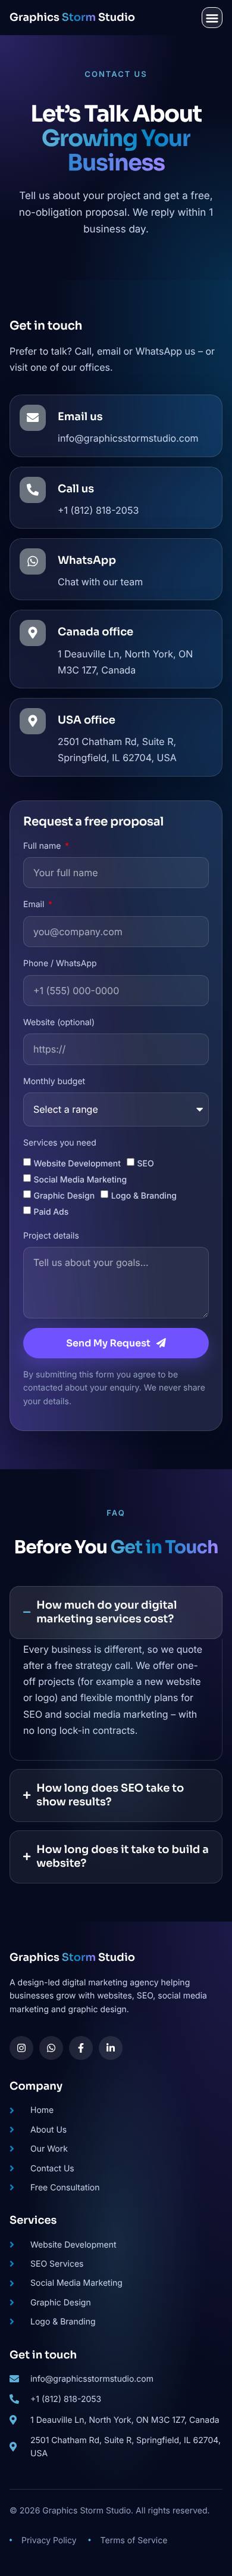 Graphics Storm Studio
CONTACT US
Let's Talk About
Growing Your
Business
Tell us about your project and get a free,
no-obligation proposal. We reply within 1
business day.
Get in touch
Prefer to talk? Call, email or WhatsApp us – or
visit one of our offices.
Email us
info@graphicsstormstudio.com
Call us
+1 (812) 818-2053
WhatsApp
Chat with our team
Canada office
1 Deauville Ln, North York, ON
M3C 1Z7, Canada
USA office
2501 Chatham Rd, Suite R,
Springfield, IL 62704, USA
Request a free proposal
Full name *
Your full name
Email *
you@company.com
Phone / WhatsApp
+1 (555) 000-0000
Website (optional)
https://
Monthly budget
Select a range
Services you need
Website Development SEO
Social Media Marketing
Graphic Design Logo & Branding
Paid Ads
Project details
Tell us about your goals...
Send My Request
By submitting this form you agree to be
contacted about your enquiry. We never share
your details.
FAQ
Before You Get in Touch
How much do your digital
marketing services cost?
Every business is different, so we quote
after a free strategy call. We offer one-
off projects (for example a new website
or logo) and flexible monthly plans for
SEO and social media marketing – with
no long lock-in contracts.
How long does SEO take to
show results?
How long does it take to build a
website?
Graphics Storm Studio
A design-led digital marketing agency helping
businesses grow with websites, SEO, social media
marketing and graphic design.
Company
Home
About Us
Our Work
Contact Us
Free Consultation
Services
Website Development
SEO Services
Social Media Marketing
Graphic Design
Logo & Branding
Get in touch
info@graphicsstormstudio.com
+1 (812) 818-2053
1 Deauville Ln, North York, ON M3C 1Z7, Canada
2501 Chatham Rd, Suite R, Springfield, IL 62704,
USA
© 2026 Graphics Storm Studio. All rights reserved.
• Privacy Policy • Terms of Service